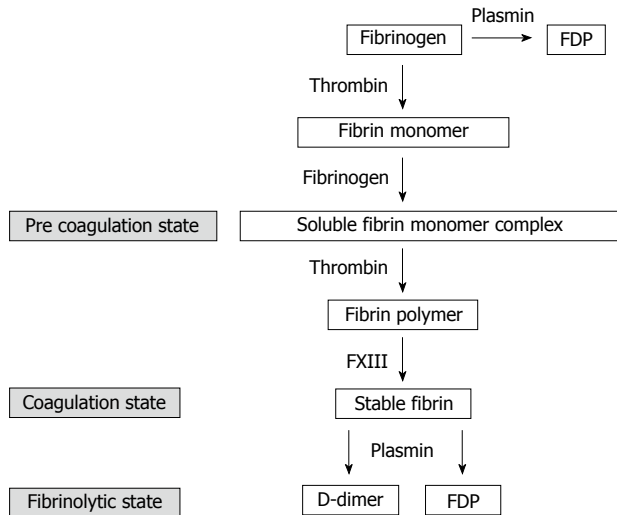 Plasmin
Fibrinogen
FDP
Thrombin
Fibrin monomer
Fibrinogen
Pre coagulation state
Soluble fibrin monomer complex
Thrombin
Fibrin polymer
FXIII
Coagulation state
Stable fibrin
Plasmin
Fibrinolytic state
D-dimer
FDP